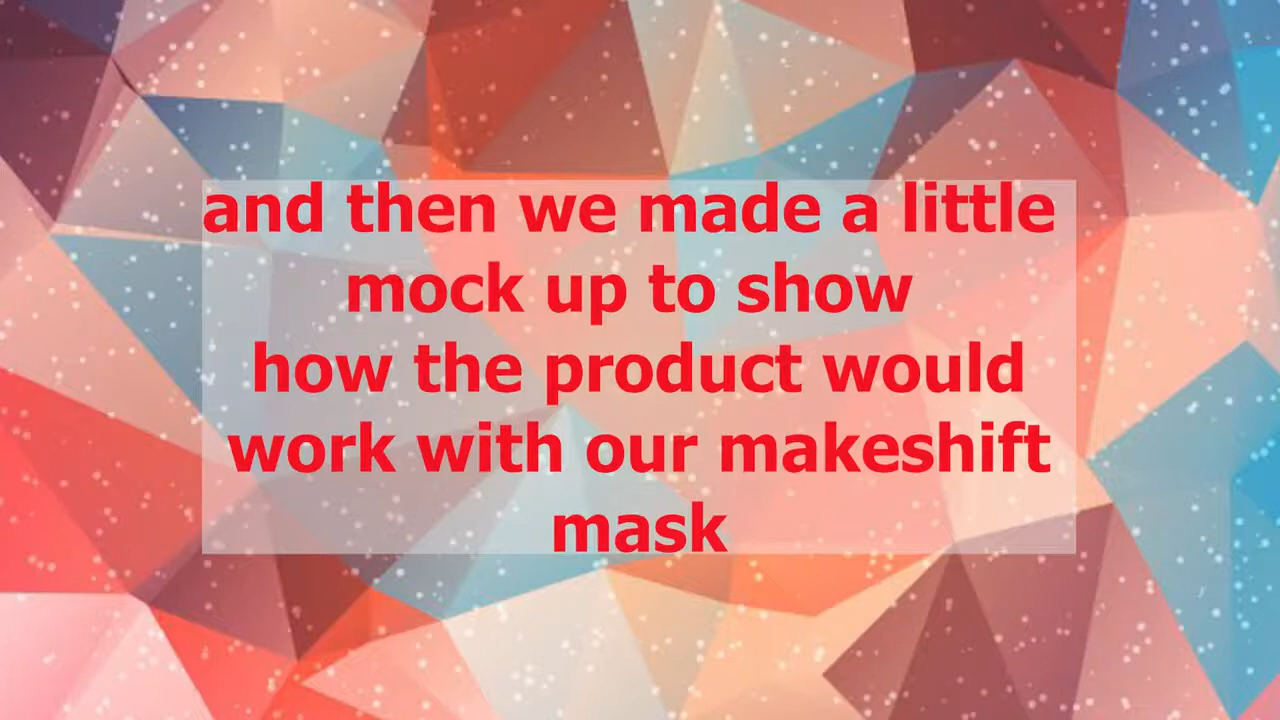 and then we made a little
mock up to show
how the product would
work with our makeshift
mask